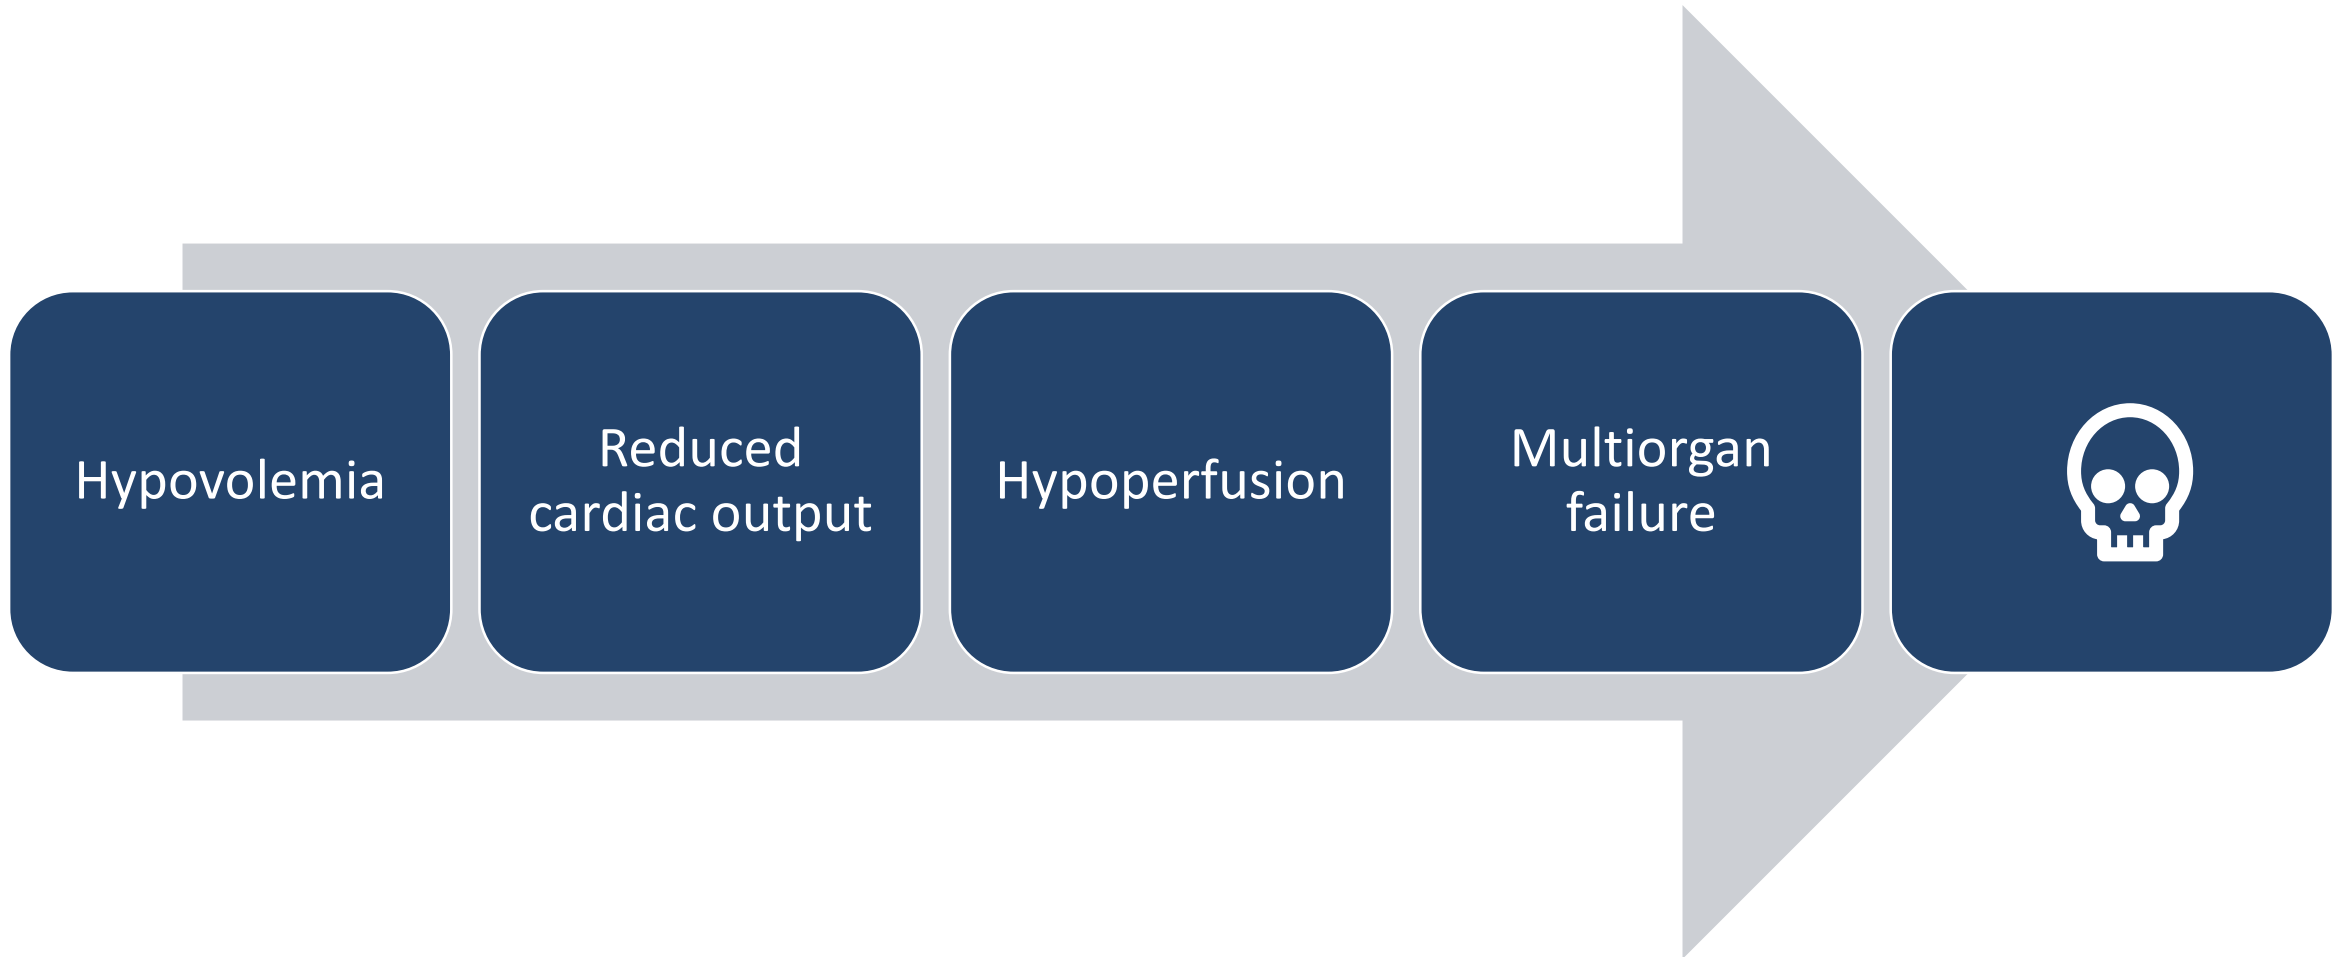 Hypovolemia
Reduced
cardiac output
Hypoperfusion
Multiorgan
failure